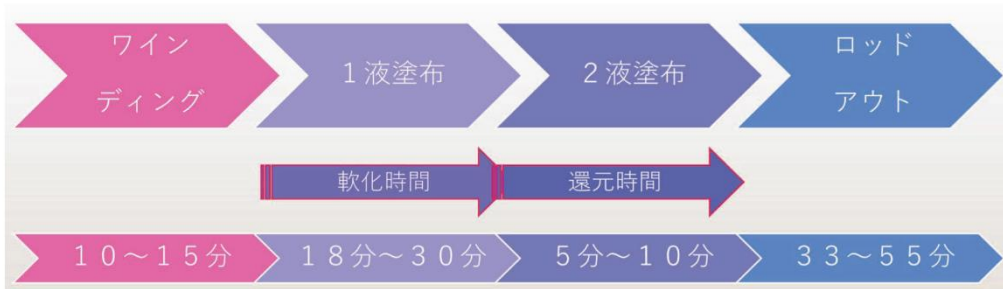 ワイン
ディング
１液塗布
２液塗布
ロッド
アウト
軟化時間
還元時間
１０～１５分
１８分～３０分
５分～１０分
３３～５５分